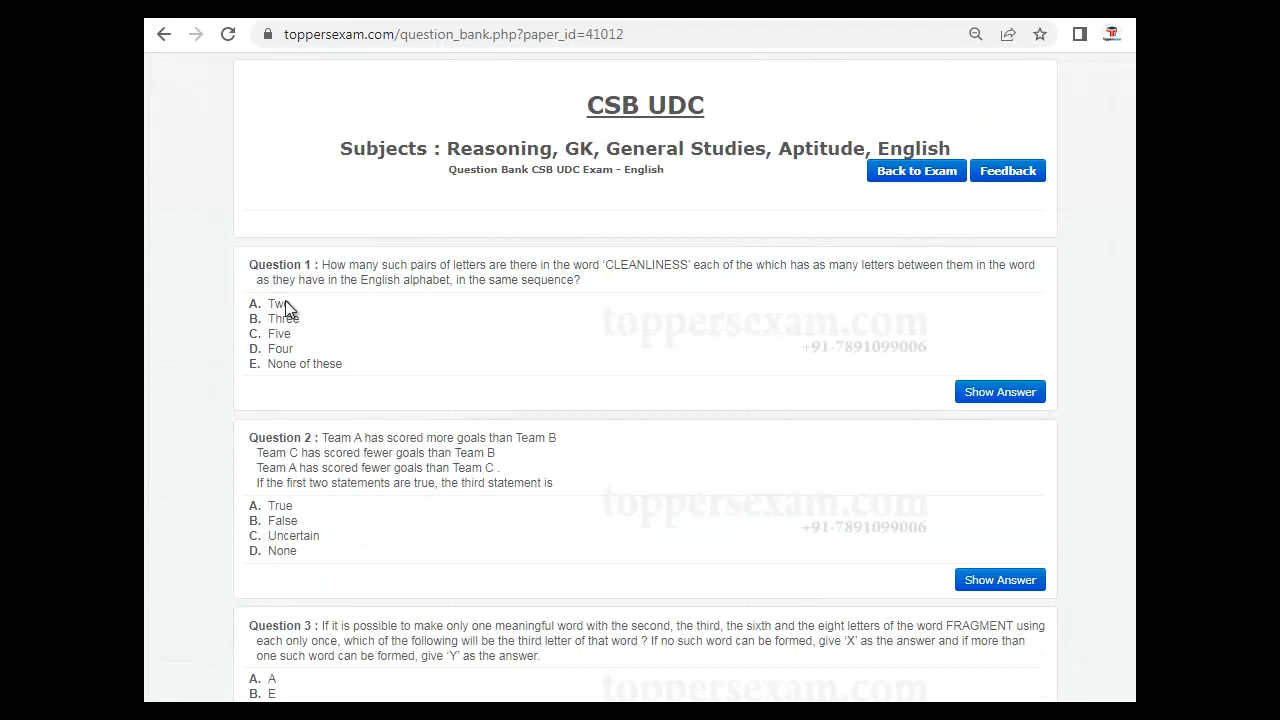 toppersexam.com/question_bank.php?paper_id=41012
CSB UDC
Subjects : Reasoning, GK, General Studies, Aptitude, English
Question Bank CSB UDC Exam - English
Back to Exam Feedback
Question 1 : How many such pairs of letters are there in the word ‘CLEANLINESS’ each of the which has as many letters between them in the word
as they have in the English alphabet, in the same sequence?
A. Two
B. Three
C. Five
D. Four
E. None of these
toppersexam.com
+91-7891099006
Show Answer
Question 2 : Team A has scored more goals than Team B
Team C has scored fewer goals than Team B
Team A has scored fewer goals than Team C .
If the first two statements are true, the third statement is
A. True
B. False
C. Uncertain
D. None
toppersexam.com
+91-7891099006
Show Answer
Question 3 : If it is possible to make only one meaningful word with the second, the third, the sixth and the eight letters of the word FRAGMENT using
each only once, which of the following will be the third letter of that word ? If no such word can be formed, give ‘X’ as the answer and if more than
one such word can be formed, give ‘Y’ as the answer.
A. A
B. E
toppersexam.com